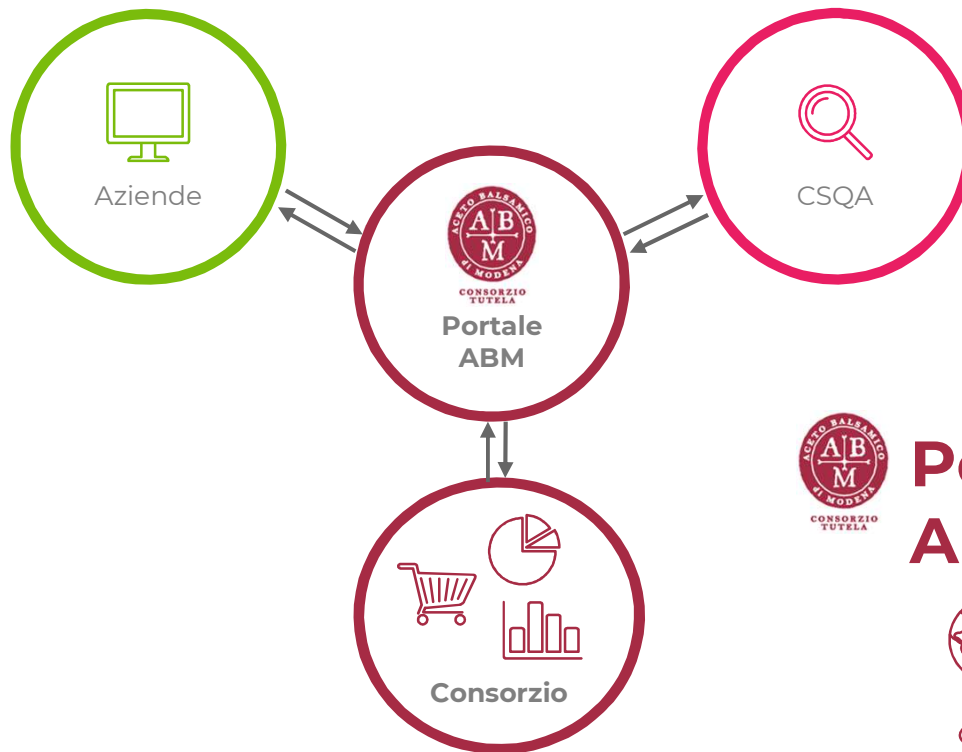 Aziende
CSQA
ACETO BALSAMICO
A B
M
di MODENA
CONSORZIO
TUTELA
Portale
ABM
ACETO BALSAMICO
A B
M
di MODENA
CONSORZIO
TUTELA
Consorzio